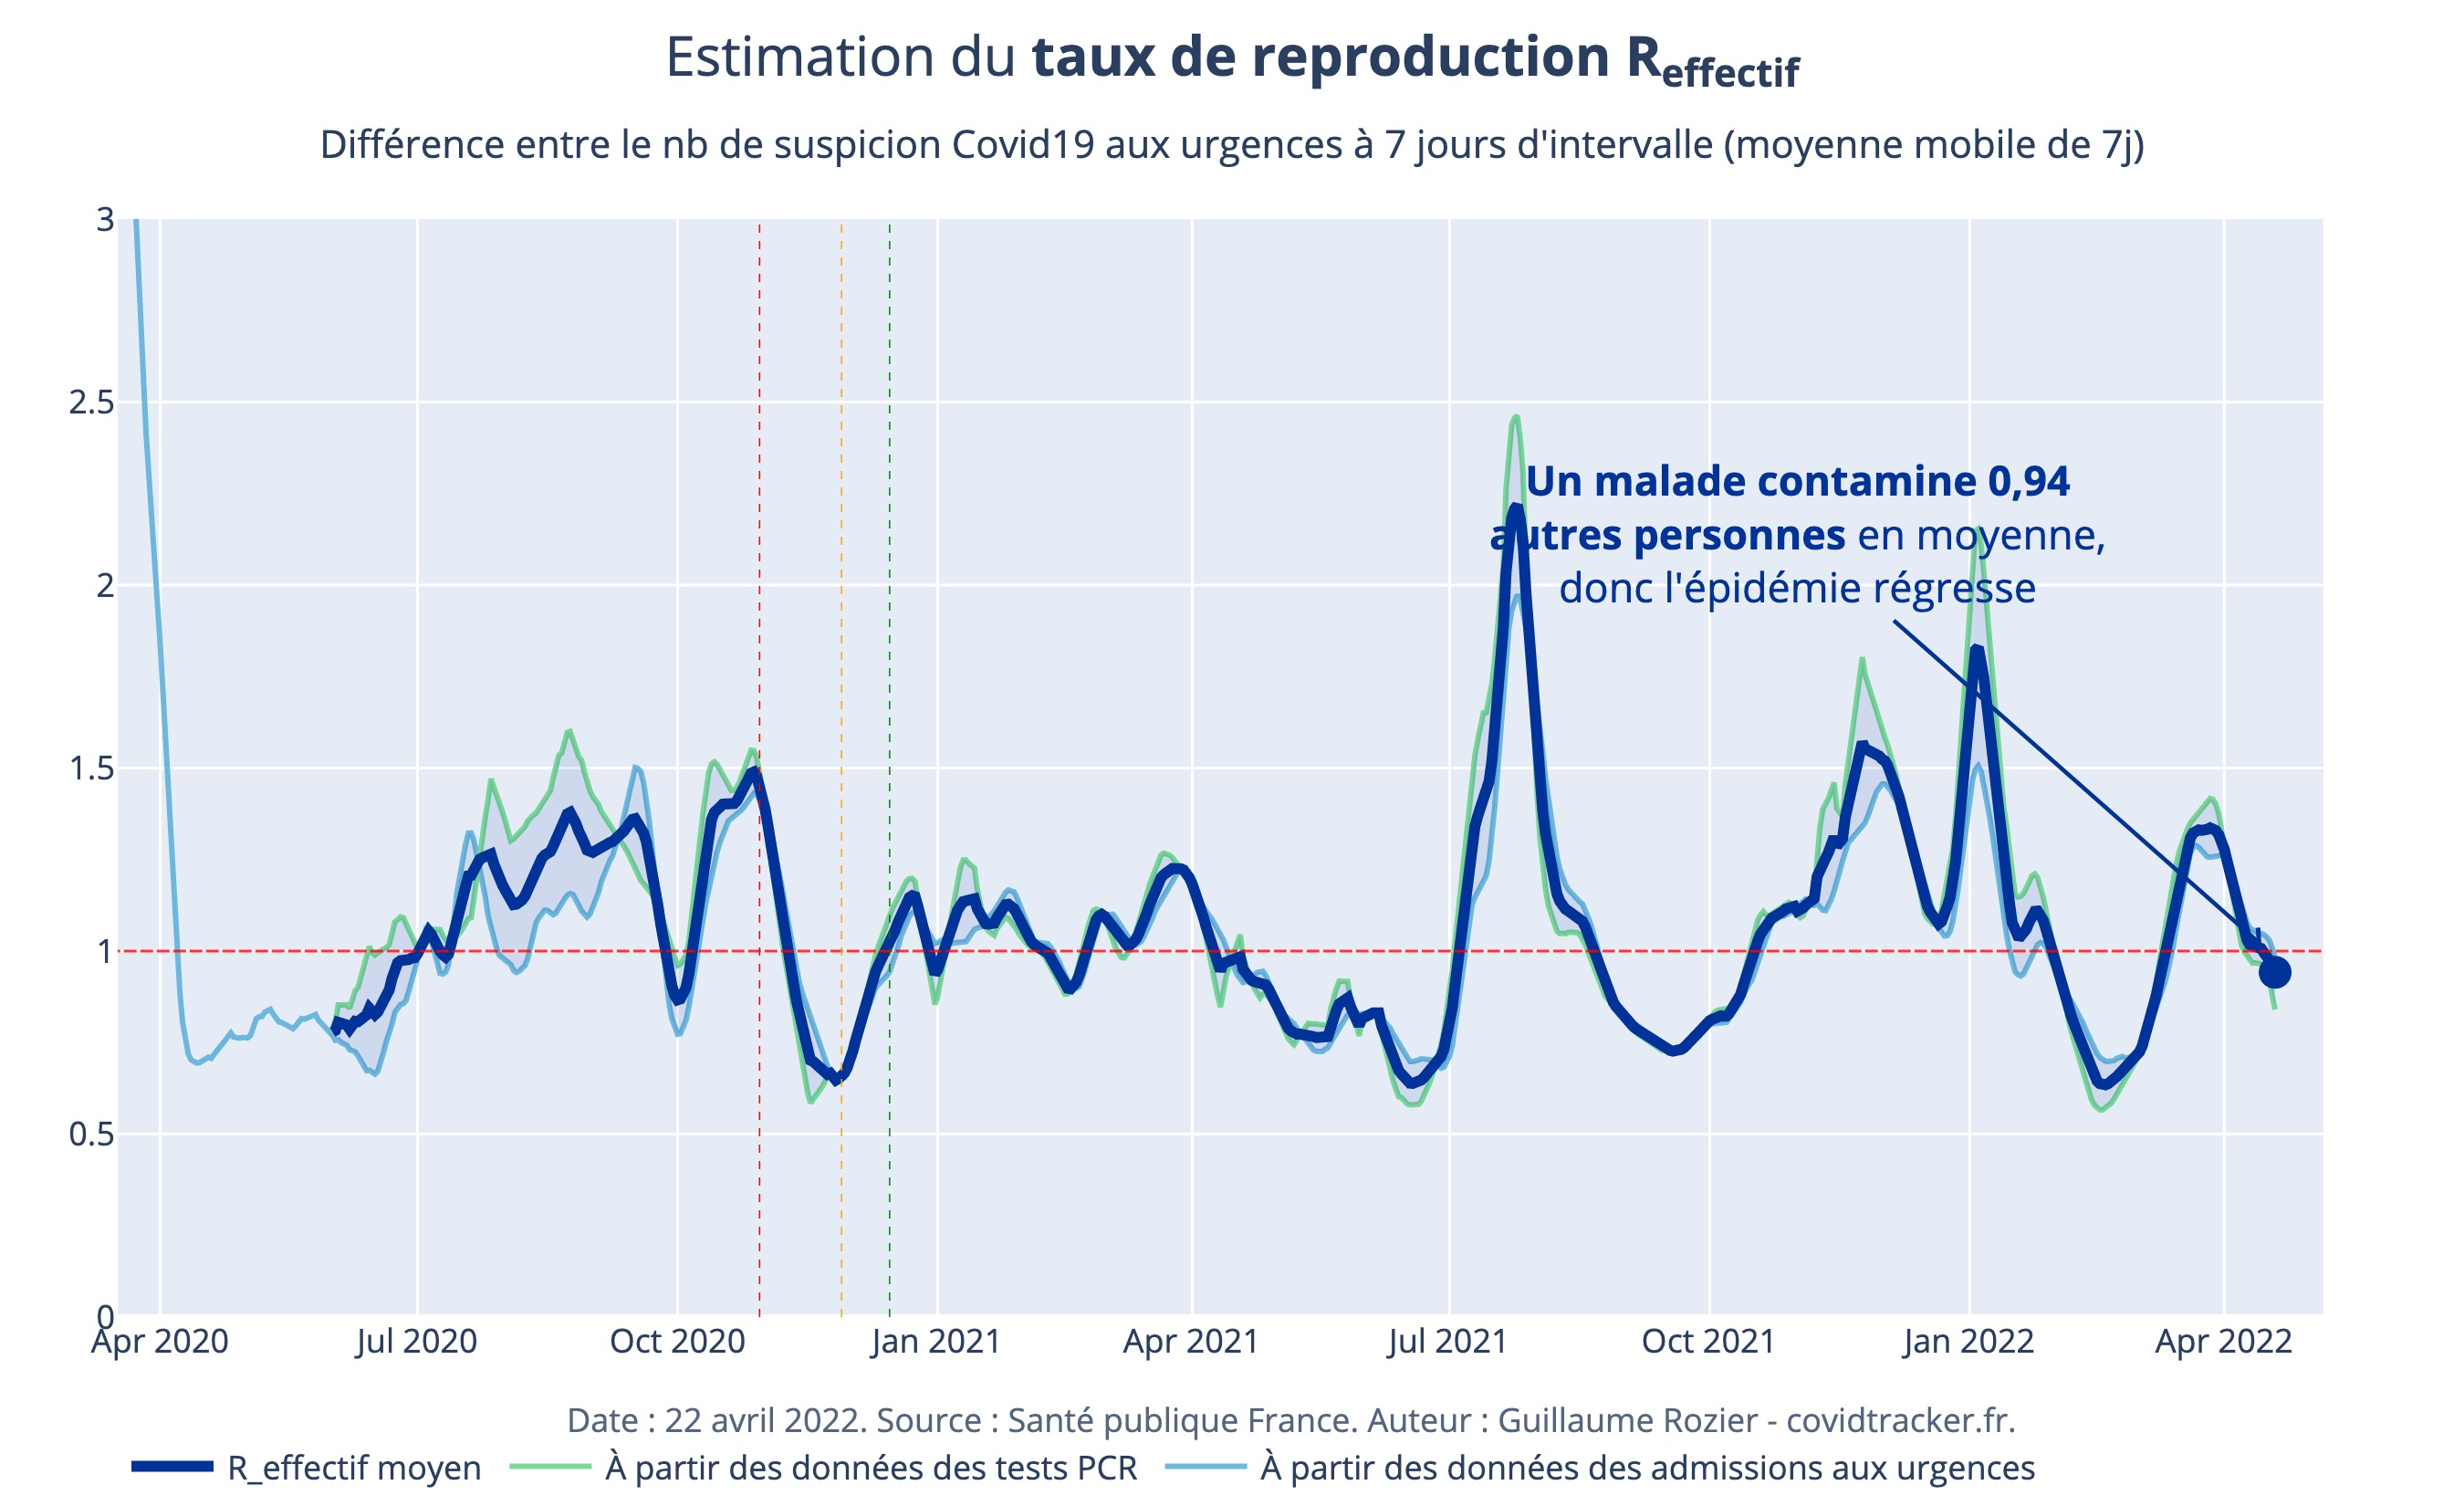 Estimation du taux de reproduction Reffectif
Différence entre le nb de suspicion Covid19 aux urgences à 7 jours d'intervalle (moyenne mobile de 7j)
3
2.5
2
1.5
1
0.5
0
Un malade contamine 0,94
autres personnes en moyenne,
donc l'épidémie régresse
Apr 2020 Jul 2020 Oct 2020 Jan 2021 Apr 2021 Jul 2021 Oct 2021 Jan 2022 Apr 2022
Date : 22 avril 2022. Source : Santé publique France. Auteur : Guillaume Rozier - covidtracker.fr.
R_effectif moyen À partir des données des tests PCR À partir des données des admissions aux urgences